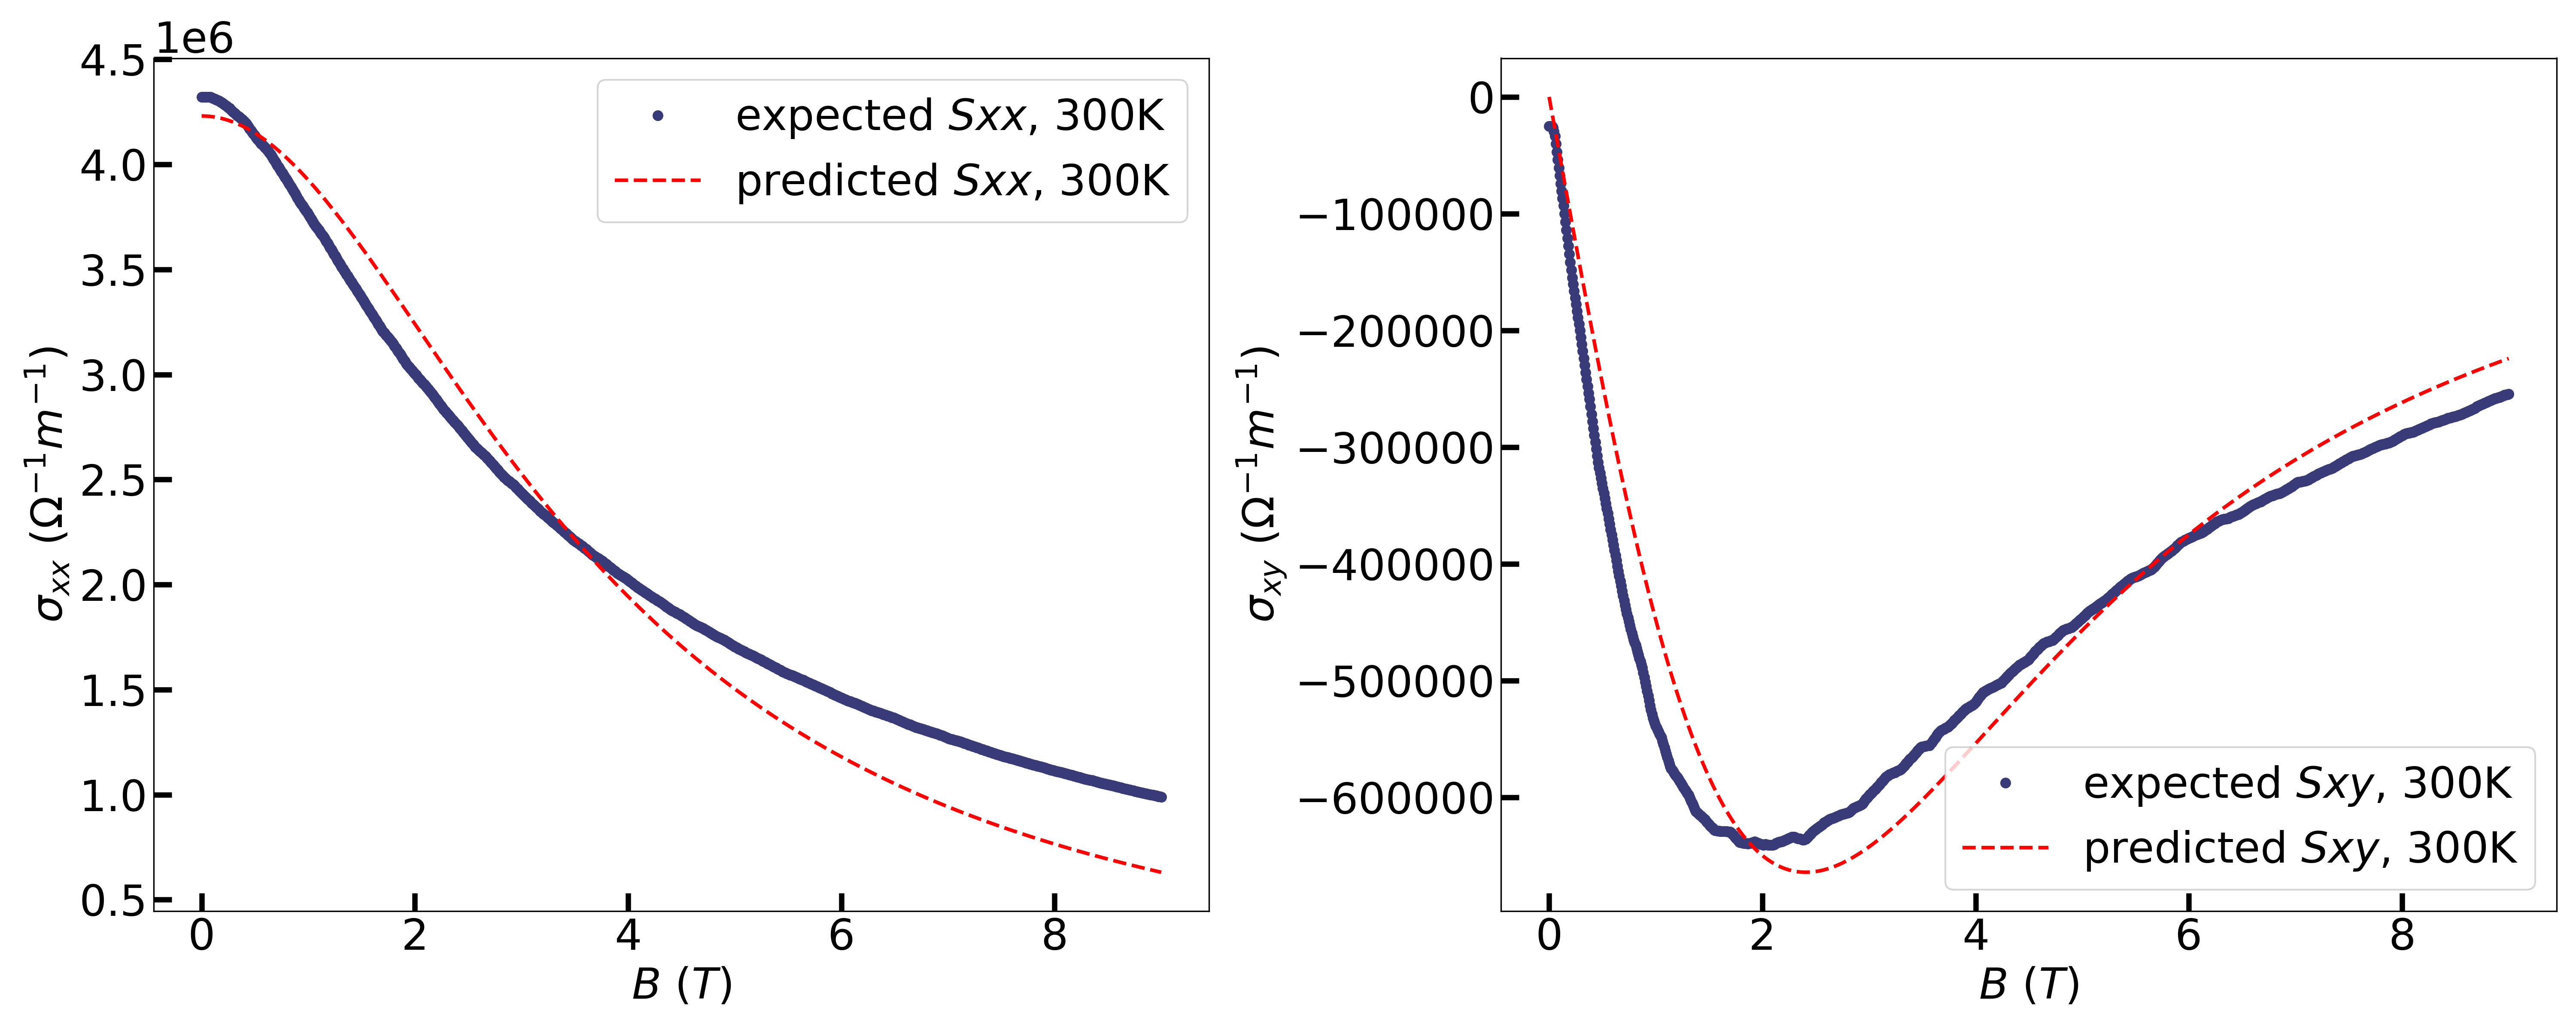 1e6
4.5
4.0
3.5
3.0
2.5
2.0
1.5
1.0
0.5
σxx (Ω⁻¹m⁻¹)
expected Sxx, 300K
predicted Sxx, 300K
0 2 4 6 8
B (T)
0
−100000
−200000
−300000
−400000
−500000
−600000
σxy (Ω⁻¹m⁻¹)
expected Sxy, 300K
predicted Sxy, 300K
0 2 4 6 8
B (T)